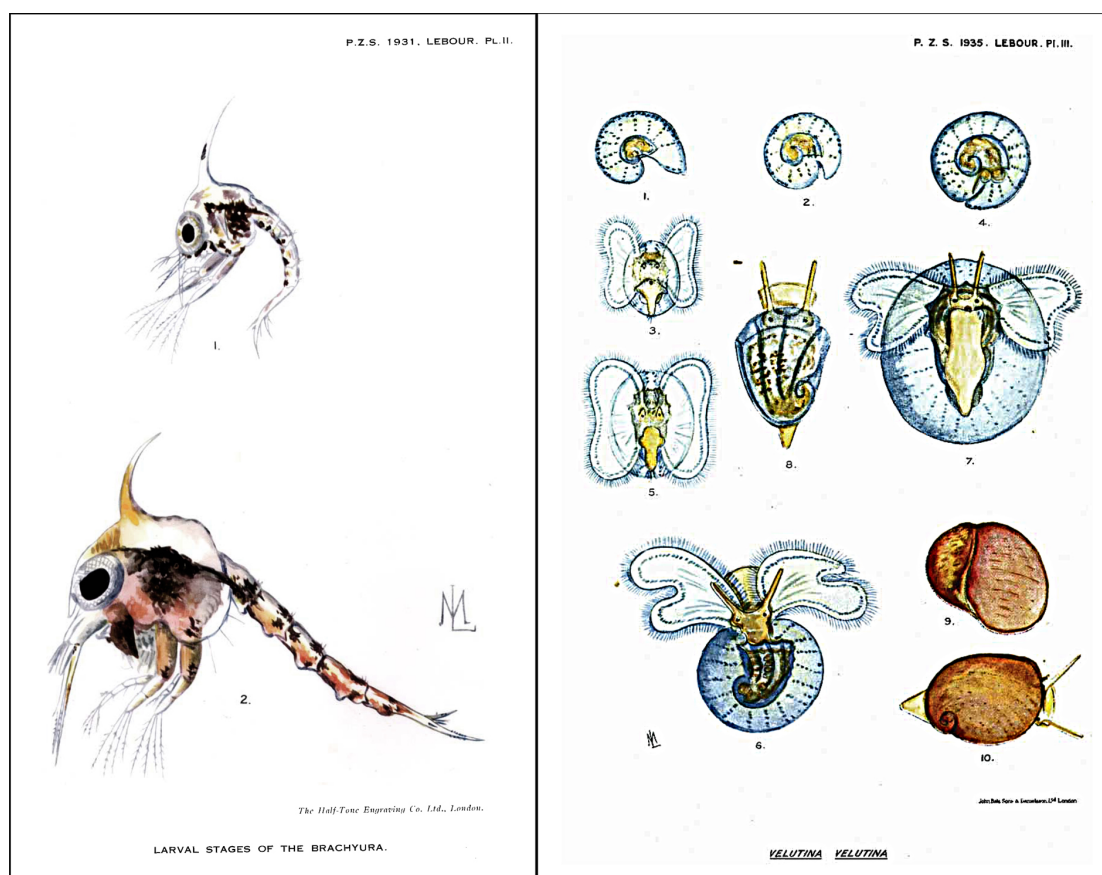 P.Z.S. 1931. LEBOUR. PL.II.
1.
2.
ML
The Half-Tone Engraving Co. Ltd., London.
LARVAL STAGES OF THE BRACHYURA.
P. Z. S. 1935. LEBOUR. Pl. III.
1.
2.
4.
3.
5.
8.
7.
9.
6.
10.
ML
John Bale Sons & Danielsson, Ltd London
VELUTINA VELUTINA